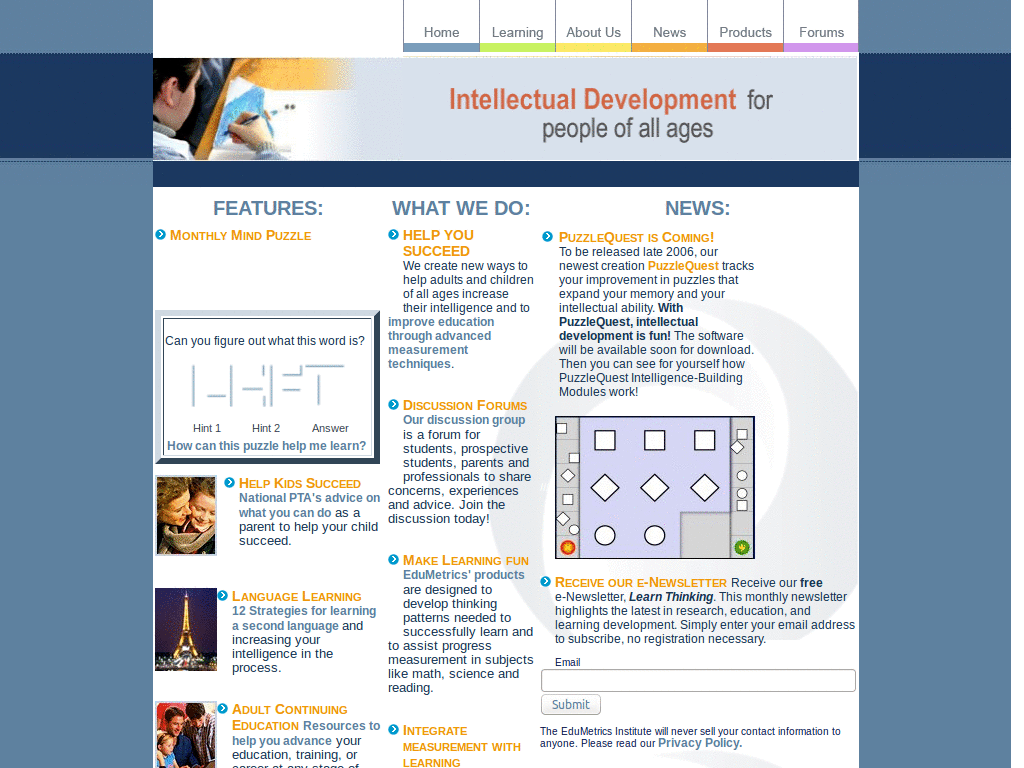 Home
Learning
About Us
News
Products
Forums
Intellectual Development for
people of all ages
FEATURES:
MONTHLY MIND PUZZLE
Can you figure out what this word is?
Hint 1
Hint 2
Answer
How can this puzzle help me learn?
HELP KIDS SUCCEED
National PTA's advice on
what you can do as a
parent to help your child
succeed.
LANGUAGE LEARNING
12 Strategies for learning
a second language and
increasing your
intelligence in the
process.
ADULT CONTINUING
EDUCATION Resources to
help you advance your
education, training, or
career at any stage of
WHAT WE DO:
HELP YOU
SUCCEED
We create new ways to
help adults and children
of all ages increase
their intelligence and to
improve education
through advanced
measurement
techniques.
DISCUSSION FORUMS
Our discussion group
is a forum for
students, prospective
students, parents and
professionals to share
concerns, experiences
and advice. Join the
discussion today!
MAKE LEARNING FUN
EduMetrics' products
are designed to
develop thinking
patterns needed to
successfully learn and
to assist progress
measurement in subjects
like math, science and
reading.
INTEGRATE
MEASUREMENT WITH
LEARNING
NEWS:
PUZZLEQUEST IS COMING!
To be released late 2006, our
newest creation PuzzleQuest tracks
your improvement in puzzles that
expand your memory and your
intellectual ability. With
PuzzleQuest, intellectual
development is fun! The software
will be available soon for download.
Then you can see for yourself how
PuzzleQuest Intelligence-Building
Modules work!
RECEIVE OUR E-NEWSLETTER Receive our free
e-Newsletter, Learn Thinking. This monthly newsletter
highlights the latest in research, education, and
learning development. Simply enter your email address
to subscribe, no registration necessary.
Email
Submit
The EduMetrics Institute will never sell your contact information to
anyone. Please read our Privacy Policy.